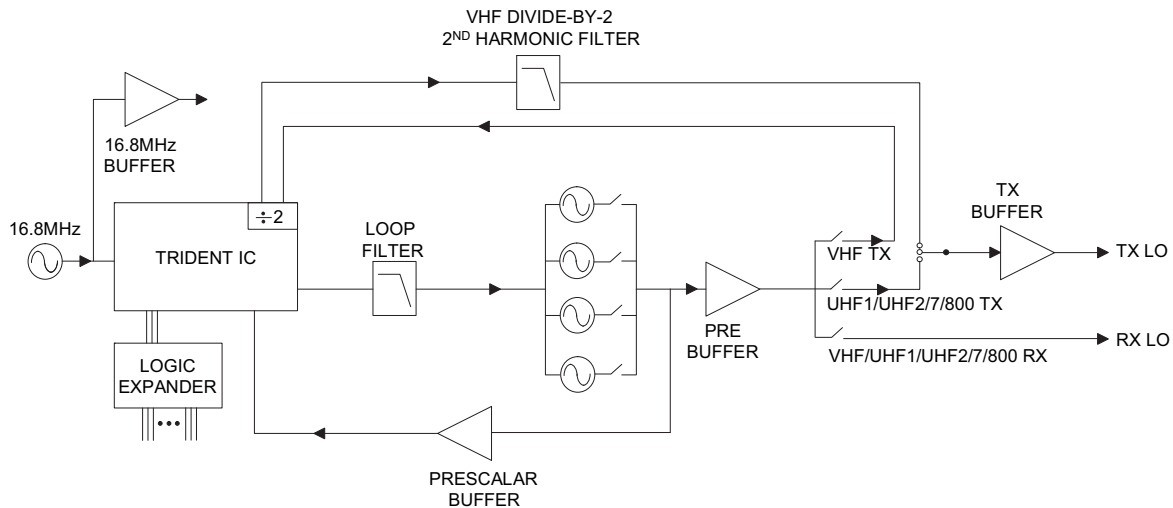 VHF DIVIDE-BY-2
2ND HARMONIC FILTER
16.8MHz
BUFFER
16.8MHz
TRIDENT IC
÷2
LOOP
FILTER
TX
BUFFER
VHF TX
TX LO
UHF1/UHF2/7/800 TX
PRE
BUFFER
RX LO
VHF/UHF1/UHF2/7/800 RX
LOGIC
EXPANDER
PRESCALAR
BUFFER